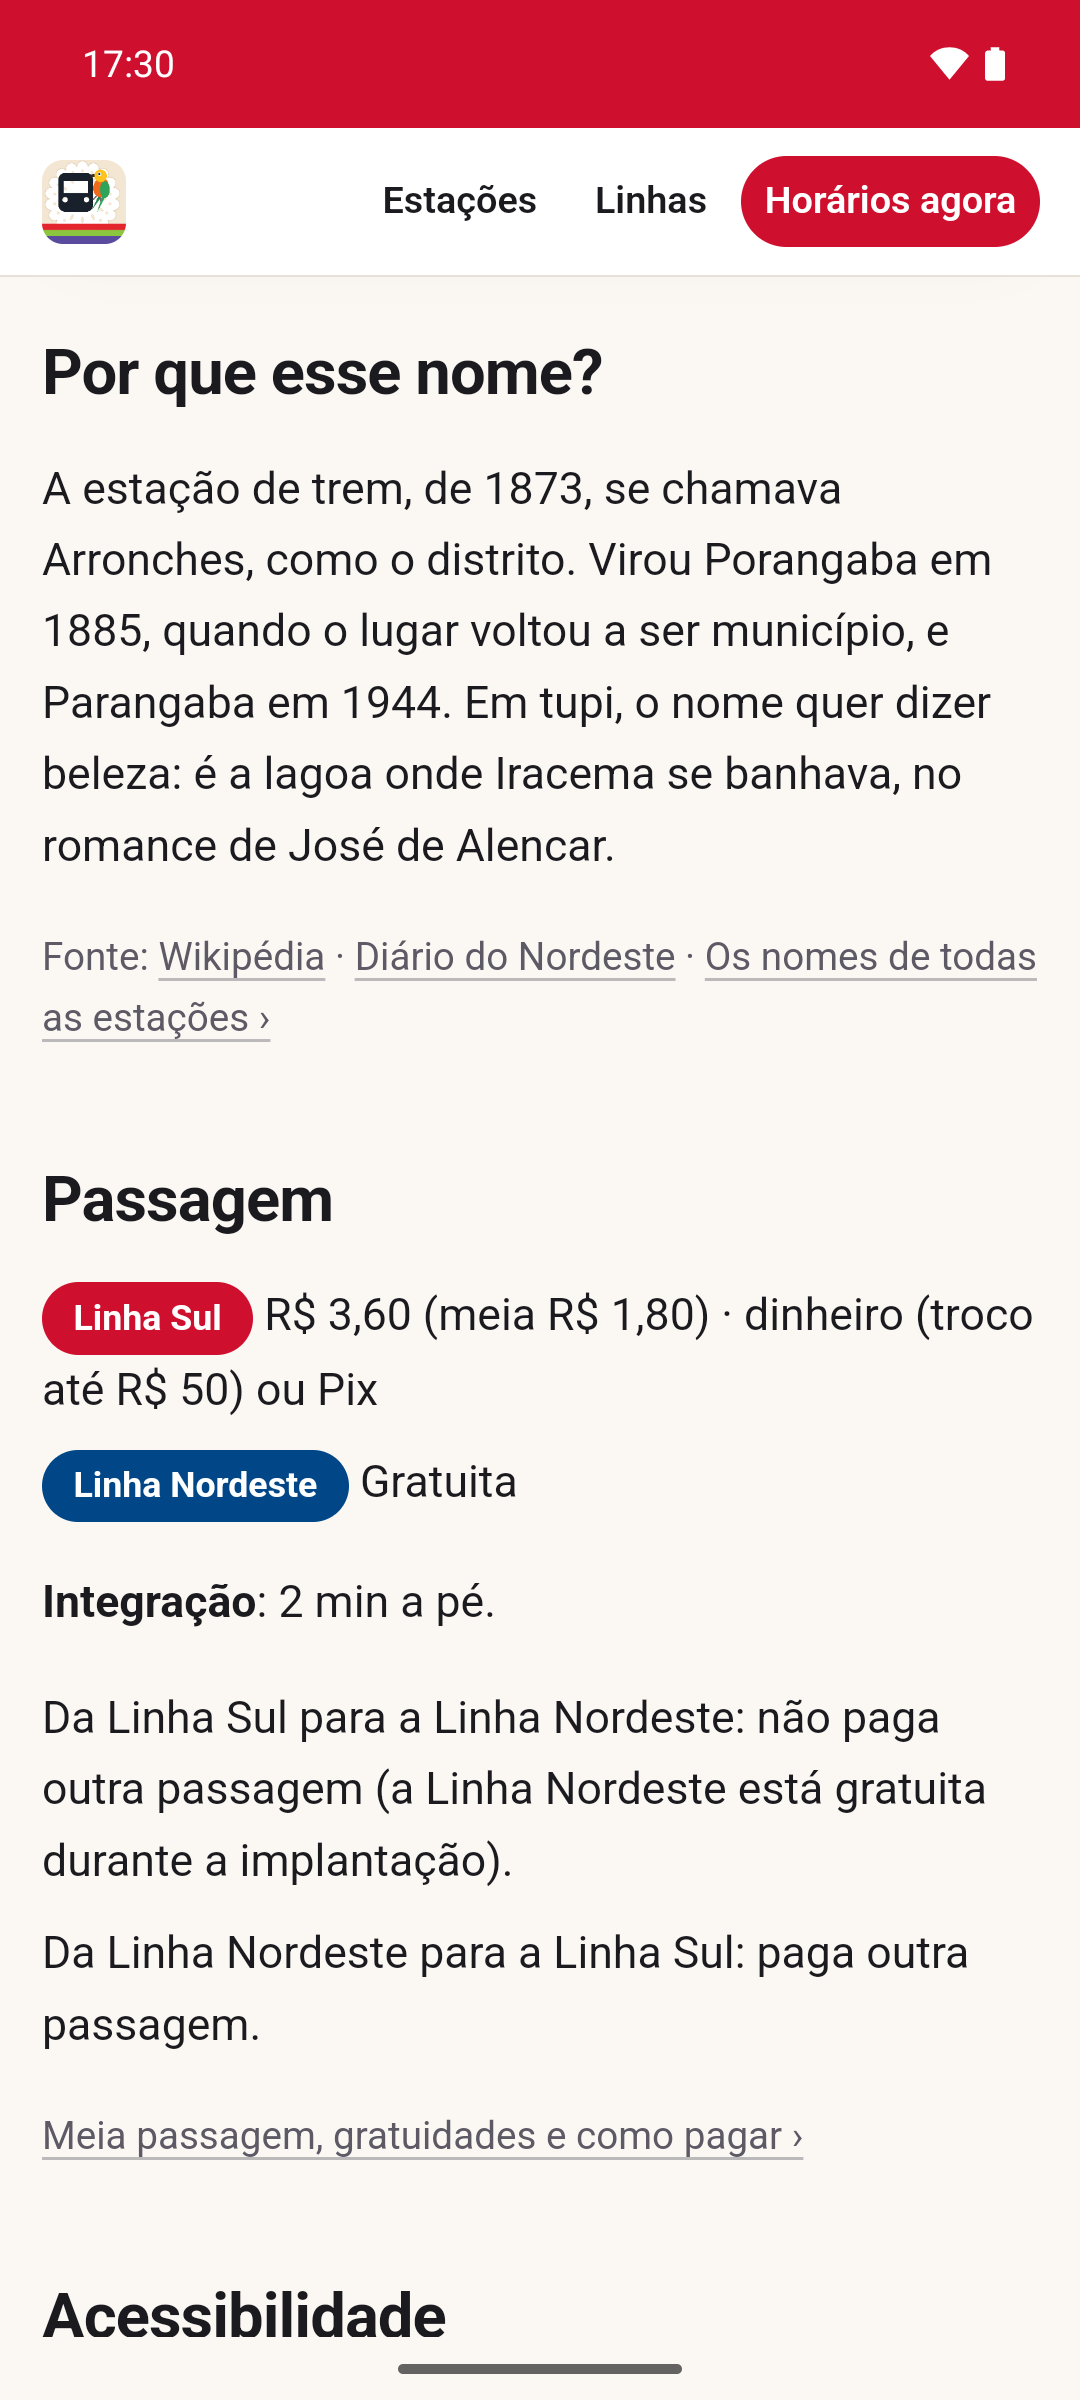 17:30
Estações Linhas Horários agora
Por que esse nome?
A estação de trem, de 1873, se chamava
Arronches, como o distrito. Virou Porangaba em
1885, quando o lugar voltou a ser município, e
Parangaba em 1944. Em tupi, o nome quer dizer
beleza: é a lagoa onde Iracema se banhava, no
romance de José de Alencar.
Fonte: Wikipédia · Diário do Nordeste · Os nomes de todas
as estações ›
Passagem
Linha Sul R$ 3,60 (meia R$ 1,80) · dinheiro (troco
até R$ 50) ou Pix
Linha Nordeste Gratuita
Integração: 2 min a pé.
Da Linha Sul para a Linha Nordeste: não paga
outra passagem (a Linha Nordeste está gratuita
durante a implantação).
Da Linha Nordeste para a Linha Sul: paga outra
passagem.
Meia passagem, gratuidades e como pagar ›
Acessibilidade